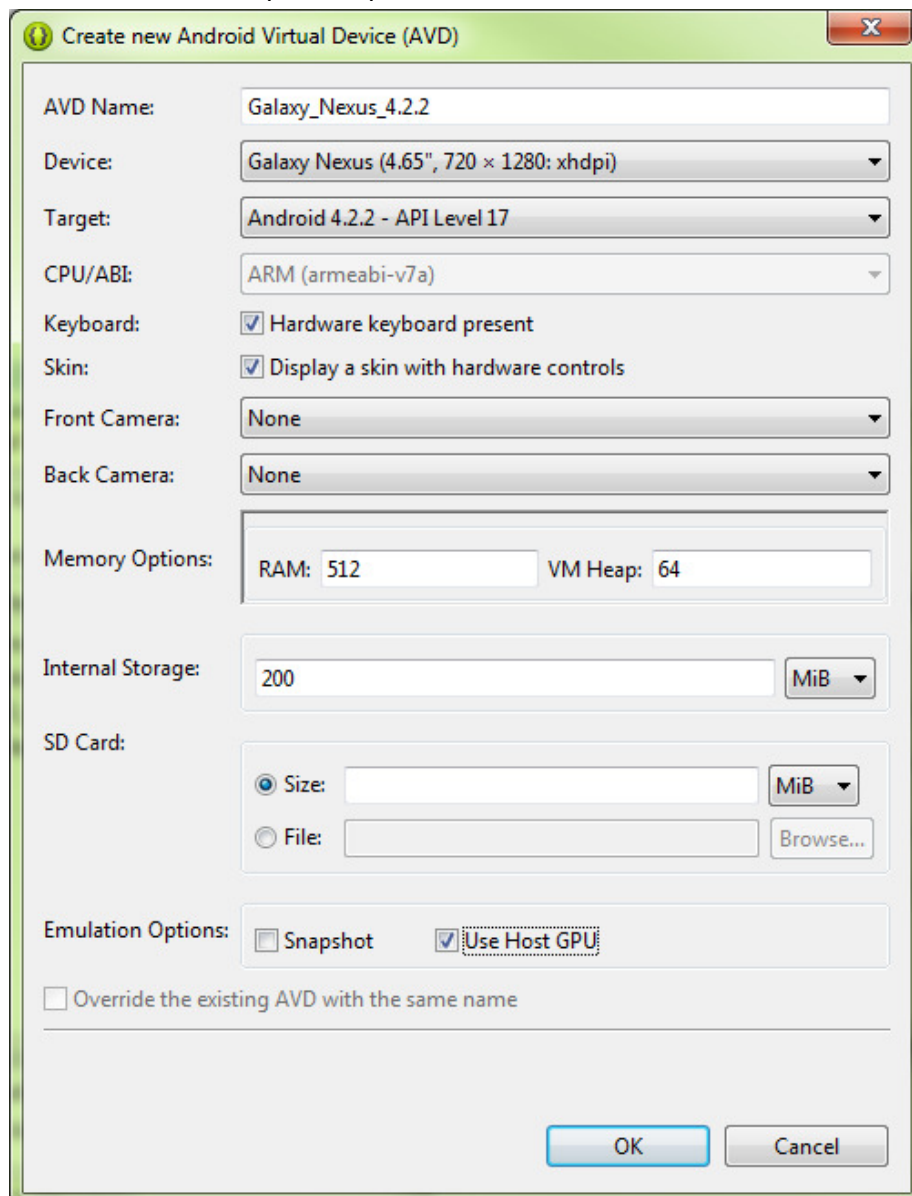 Create new Android Virtual Device (AVD)
AVD Name: Galaxy_Nexus_4.2.2
Device: Galaxy Nexus (4.65", 720 × 1280: xhdpi)
Target: Android 4.2.2 - API Level 17
CPU/ABI: ARM (armeabi-v7a)
Keyboard: Hardware keyboard present
Skin: Display a skin with hardware controls
Front Camera: None
Back Camera: None
Memory Options: RAM: 512 VM Heap: 64
Internal Storage: 200 MiB
SD Card:
Size: MiB
File: Browse...
Emulation Options: Snapshot Use Host GPU
Override the existing AVD with the same name
OK Cancel